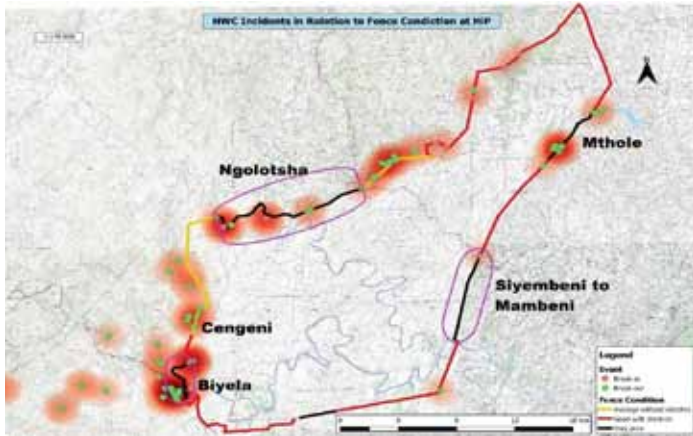 HWC Incidents in Relation to Fence Condiction at HiP
N
Ngolotsha
Mthole
Siyembeni to
Mambeni
Cengeni
Biyela
Legend
Event
Break in
Break out
Fence Condition